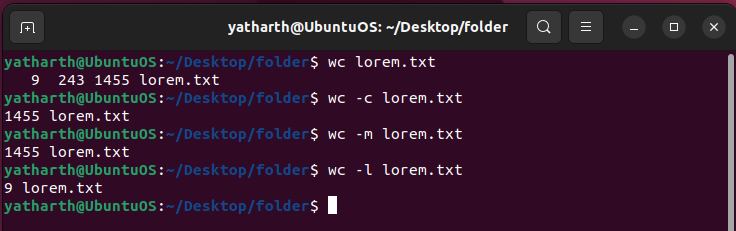 yatharth@UbuntuOS: ~/Desktop/folder
yatharth@UbuntuOS:~/Desktop/folder$ wc lorem.txt
   9  243 1455 lorem.txt
yatharth@UbuntuOS:~/Desktop/folder$ wc -c lorem.txt
1455 lorem.txt
yatharth@UbuntuOS:~/Desktop/folder$ wc -m lorem.txt
1455 lorem.txt
yatharth@UbuntuOS:~/Desktop/folder$ wc -l lorem.txt
9 lorem.txt
yatharth@UbuntuOS:~/Desktop/folder$